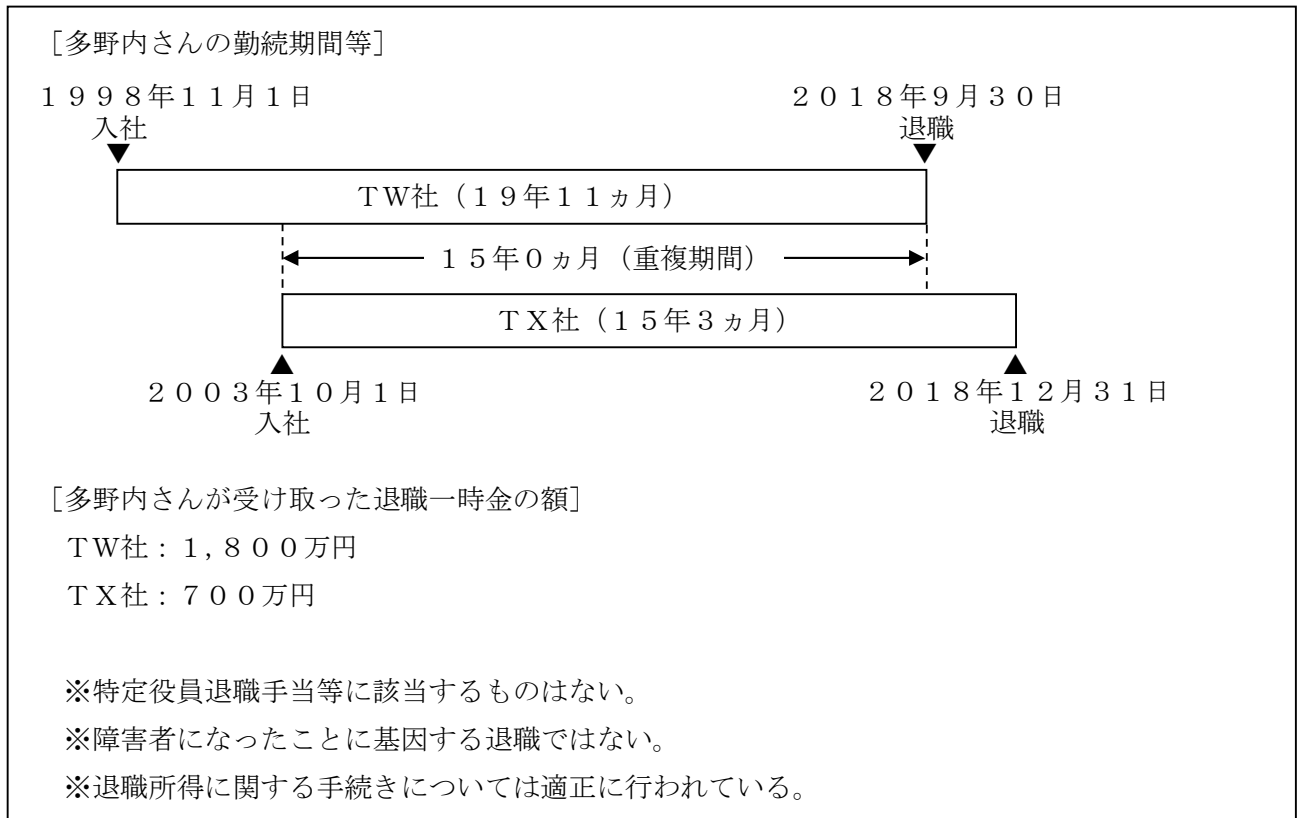 ［多野内さんの勤続期間等］
１９９８年１１月１日
入社
２０１８年９月３０日
退職
ＴＷ社（１９年１１ヵ月）
１５年０ヵ月（重複期間）
ＴＸ社（１５年３ヵ月）
２００３年１０月１日
入社
２０１８年１２月３１日
退職
［多野内さんが受け取った退職一時金の額］
ＴＷ社：１,８００万円
ＴＸ社：７００万円
※特定役員退職手当等に該当するものはない。
※障害者になったことに基因する退職ではない。
※退職所得に関する手続きについては適正に行われている。